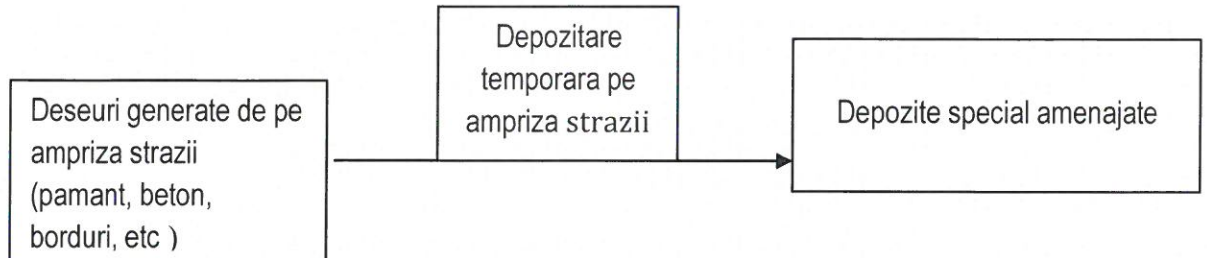 Deseuri generate de pe
ampriza strazii
(pamant, beton,
borduri, etc )
Depozitare
temporara pe
ampriza strazii
Depozite special amenajate